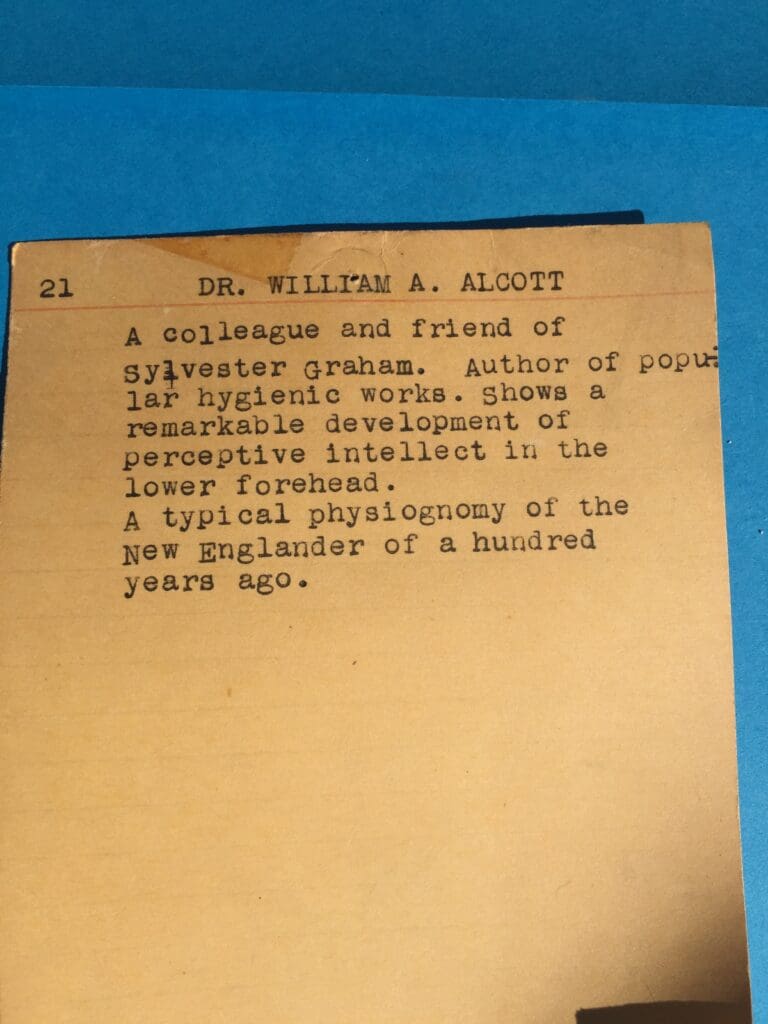 21 DR. WILLIAM A. ALCOTT
A colleague and friend of
Sylvester Graham. Author of popu-
lar hygienic works. Shows a
remarkable development of
perceptive intellect in the
lower forehead.
A typical physiognomy of the
New Englander of a hundred
years ago.